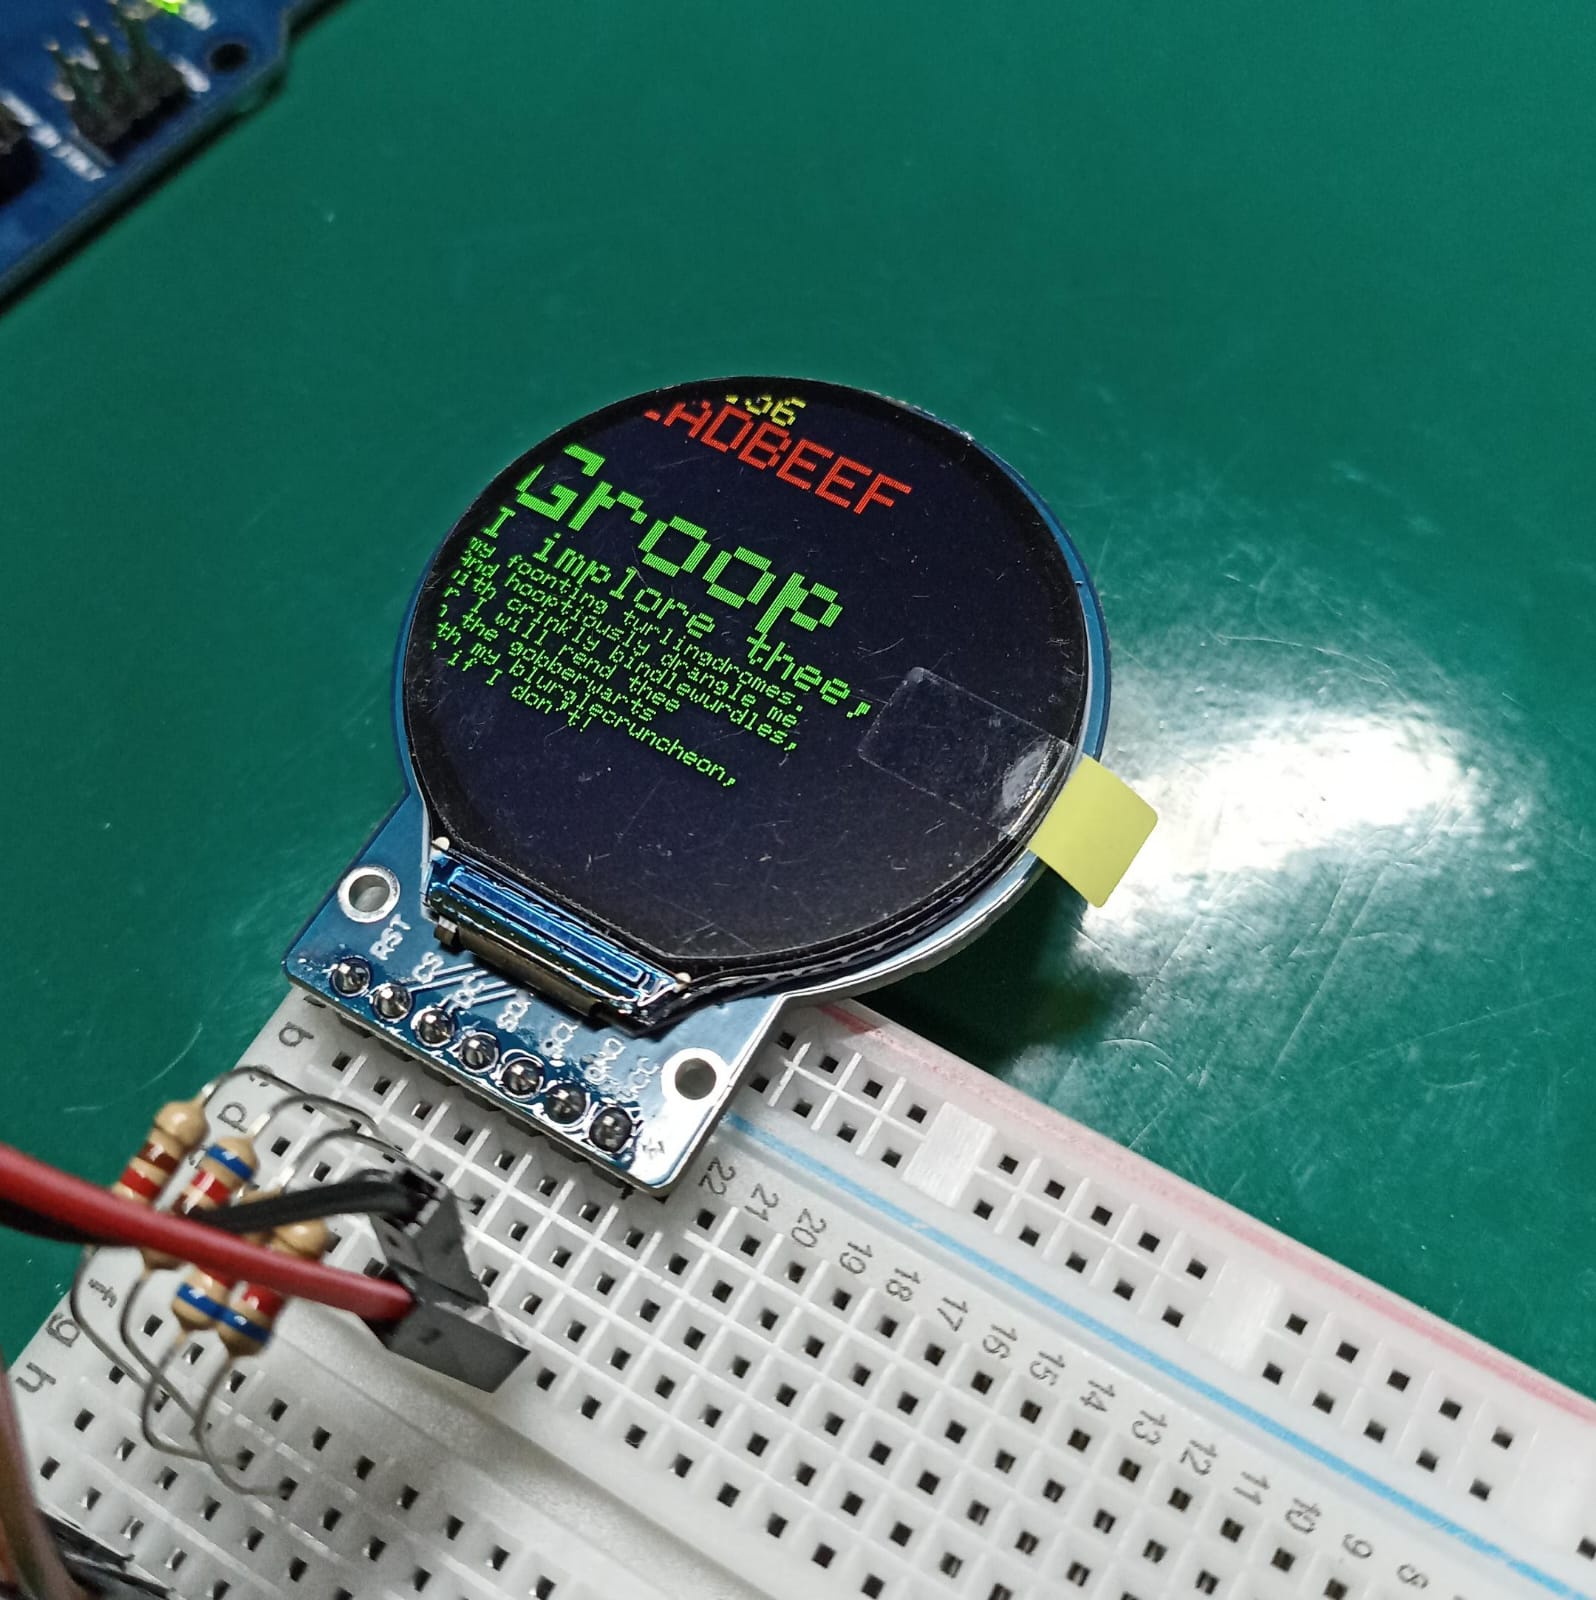 .56
ADBEEF
Groop
I implore thee,
my foonting turlingdromes.
And hooptiously drangle me
with crinkly bindlewurdles,
r I will rend thee
the gobberwarts
th my blurglecruncheon,
if I don't!
RST
CS
22
21
20
19
18
17
16
15
14
13
12
11
10
9
8
d
g
h